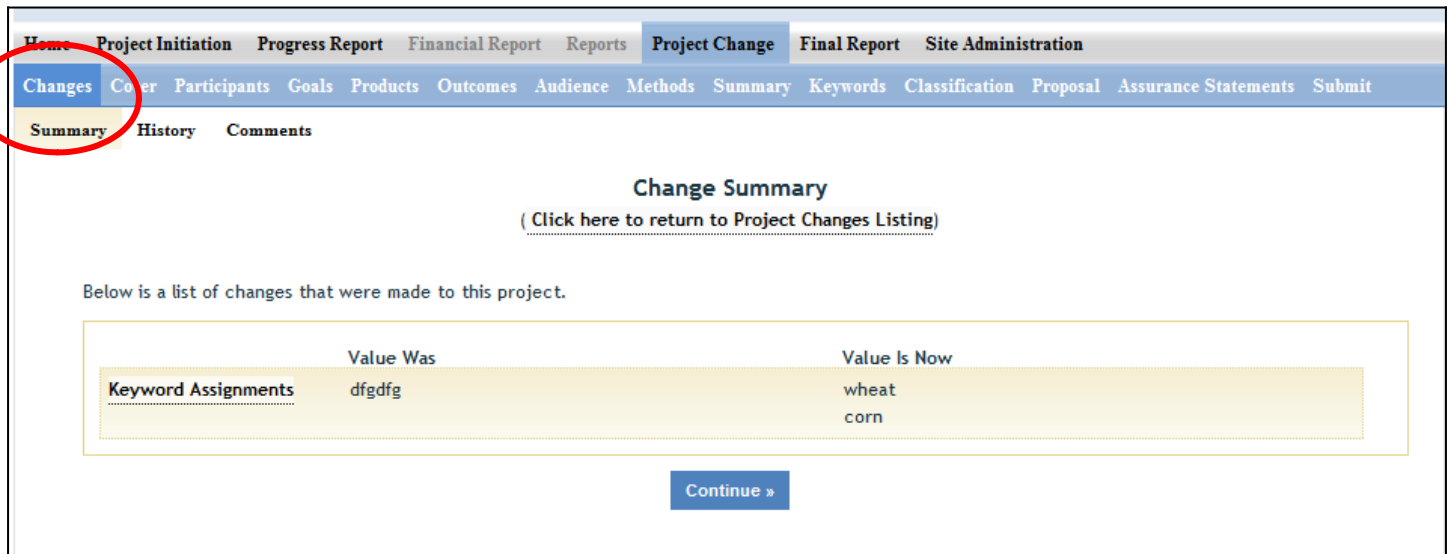 Home Project Initiation Progress Report Financial Report Reports Project Change Final Report Site Administration
Changes Cover Participants Goals Products Outcomes Audience Methods Summary Keywords Classification Proposal Assurance Statements Submit
Summary History Comments
Change Summary
( Click here to return to Project Changes Listing)
Below is a list of changes that were made to this project.
Value Was Value Is Now
Keyword Assignments dfgdfg wheat
corn
Continue »